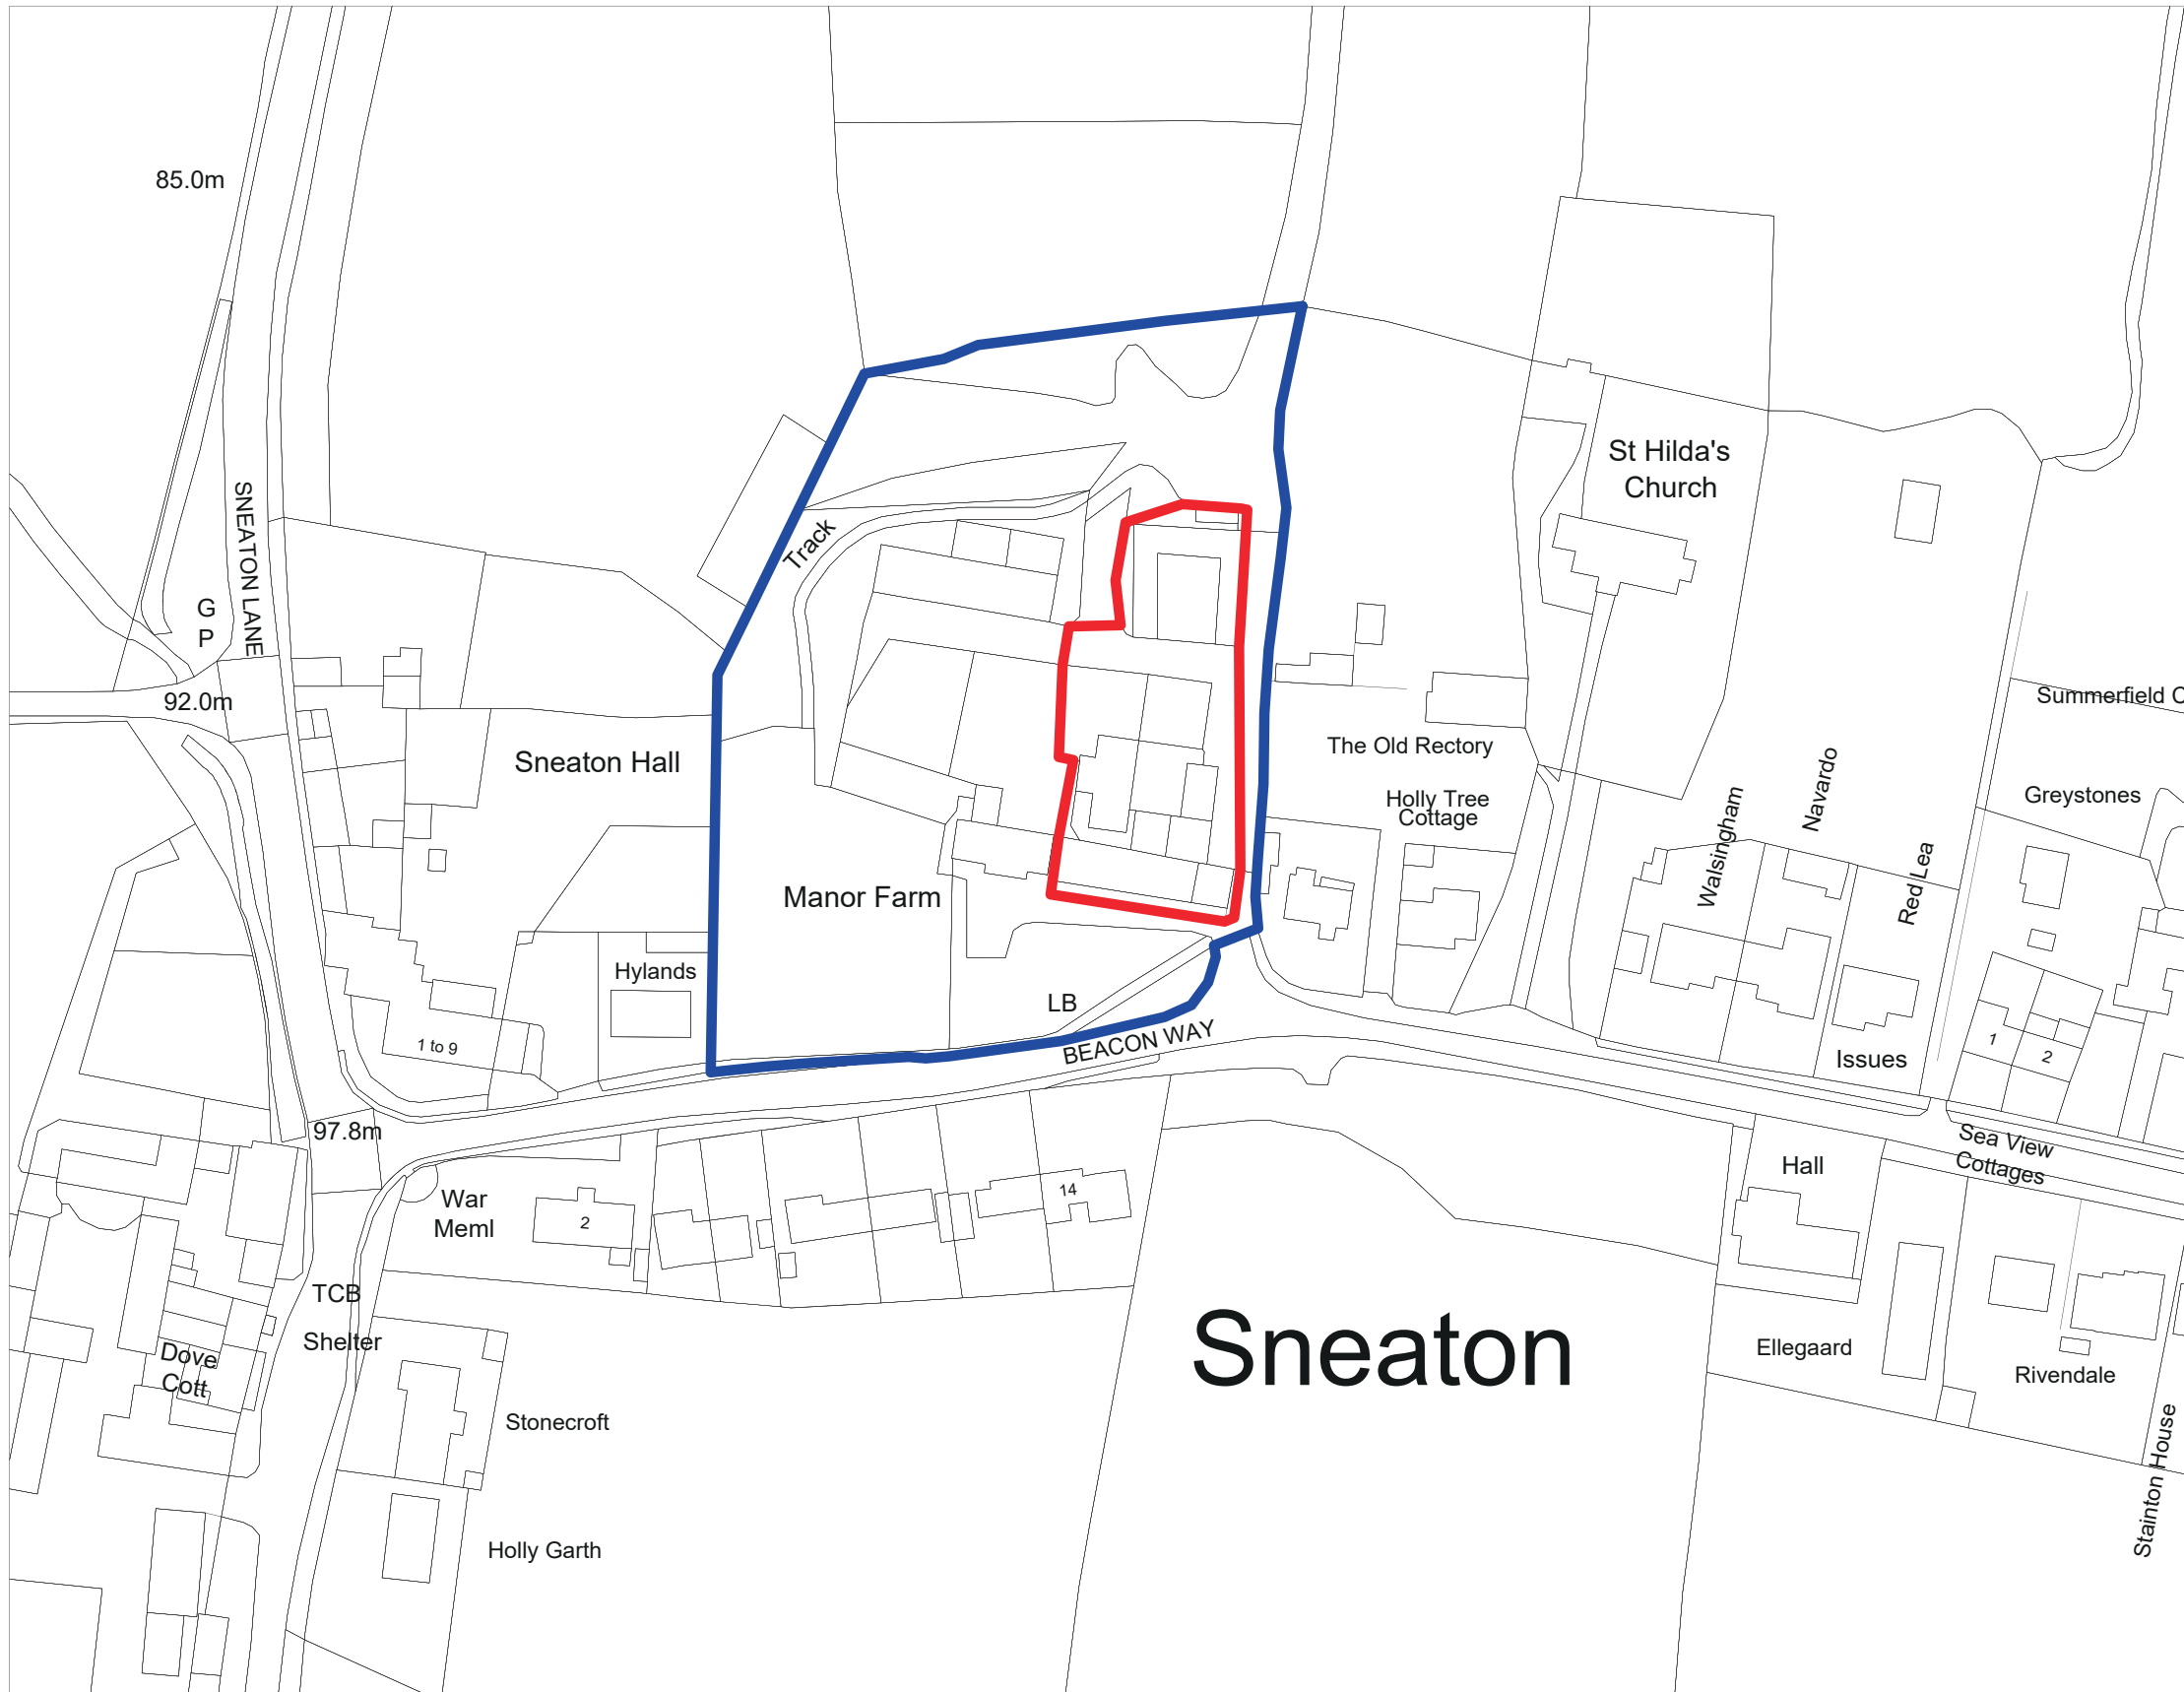 85.0m
SNEATON LANE
G
P
92.0m
Track
St Hilda's
Church
Sneaton Hall
The Old Rectory
Holly Tree
Cottage
Walsingham
Navardo
Red Lea
Summerfield C
Greystones
Manor Farm
Hylands
LB
BEACON WAY
1 to 9
Issues
1
2
97.8m
War
Meml
2
14
Hall
Sea View
Cottages
TCB
Shelter
Dove
Cott
Sneaton
Ellegaard
Rivendale
Stonecroft
Stainton House
Holly Garth